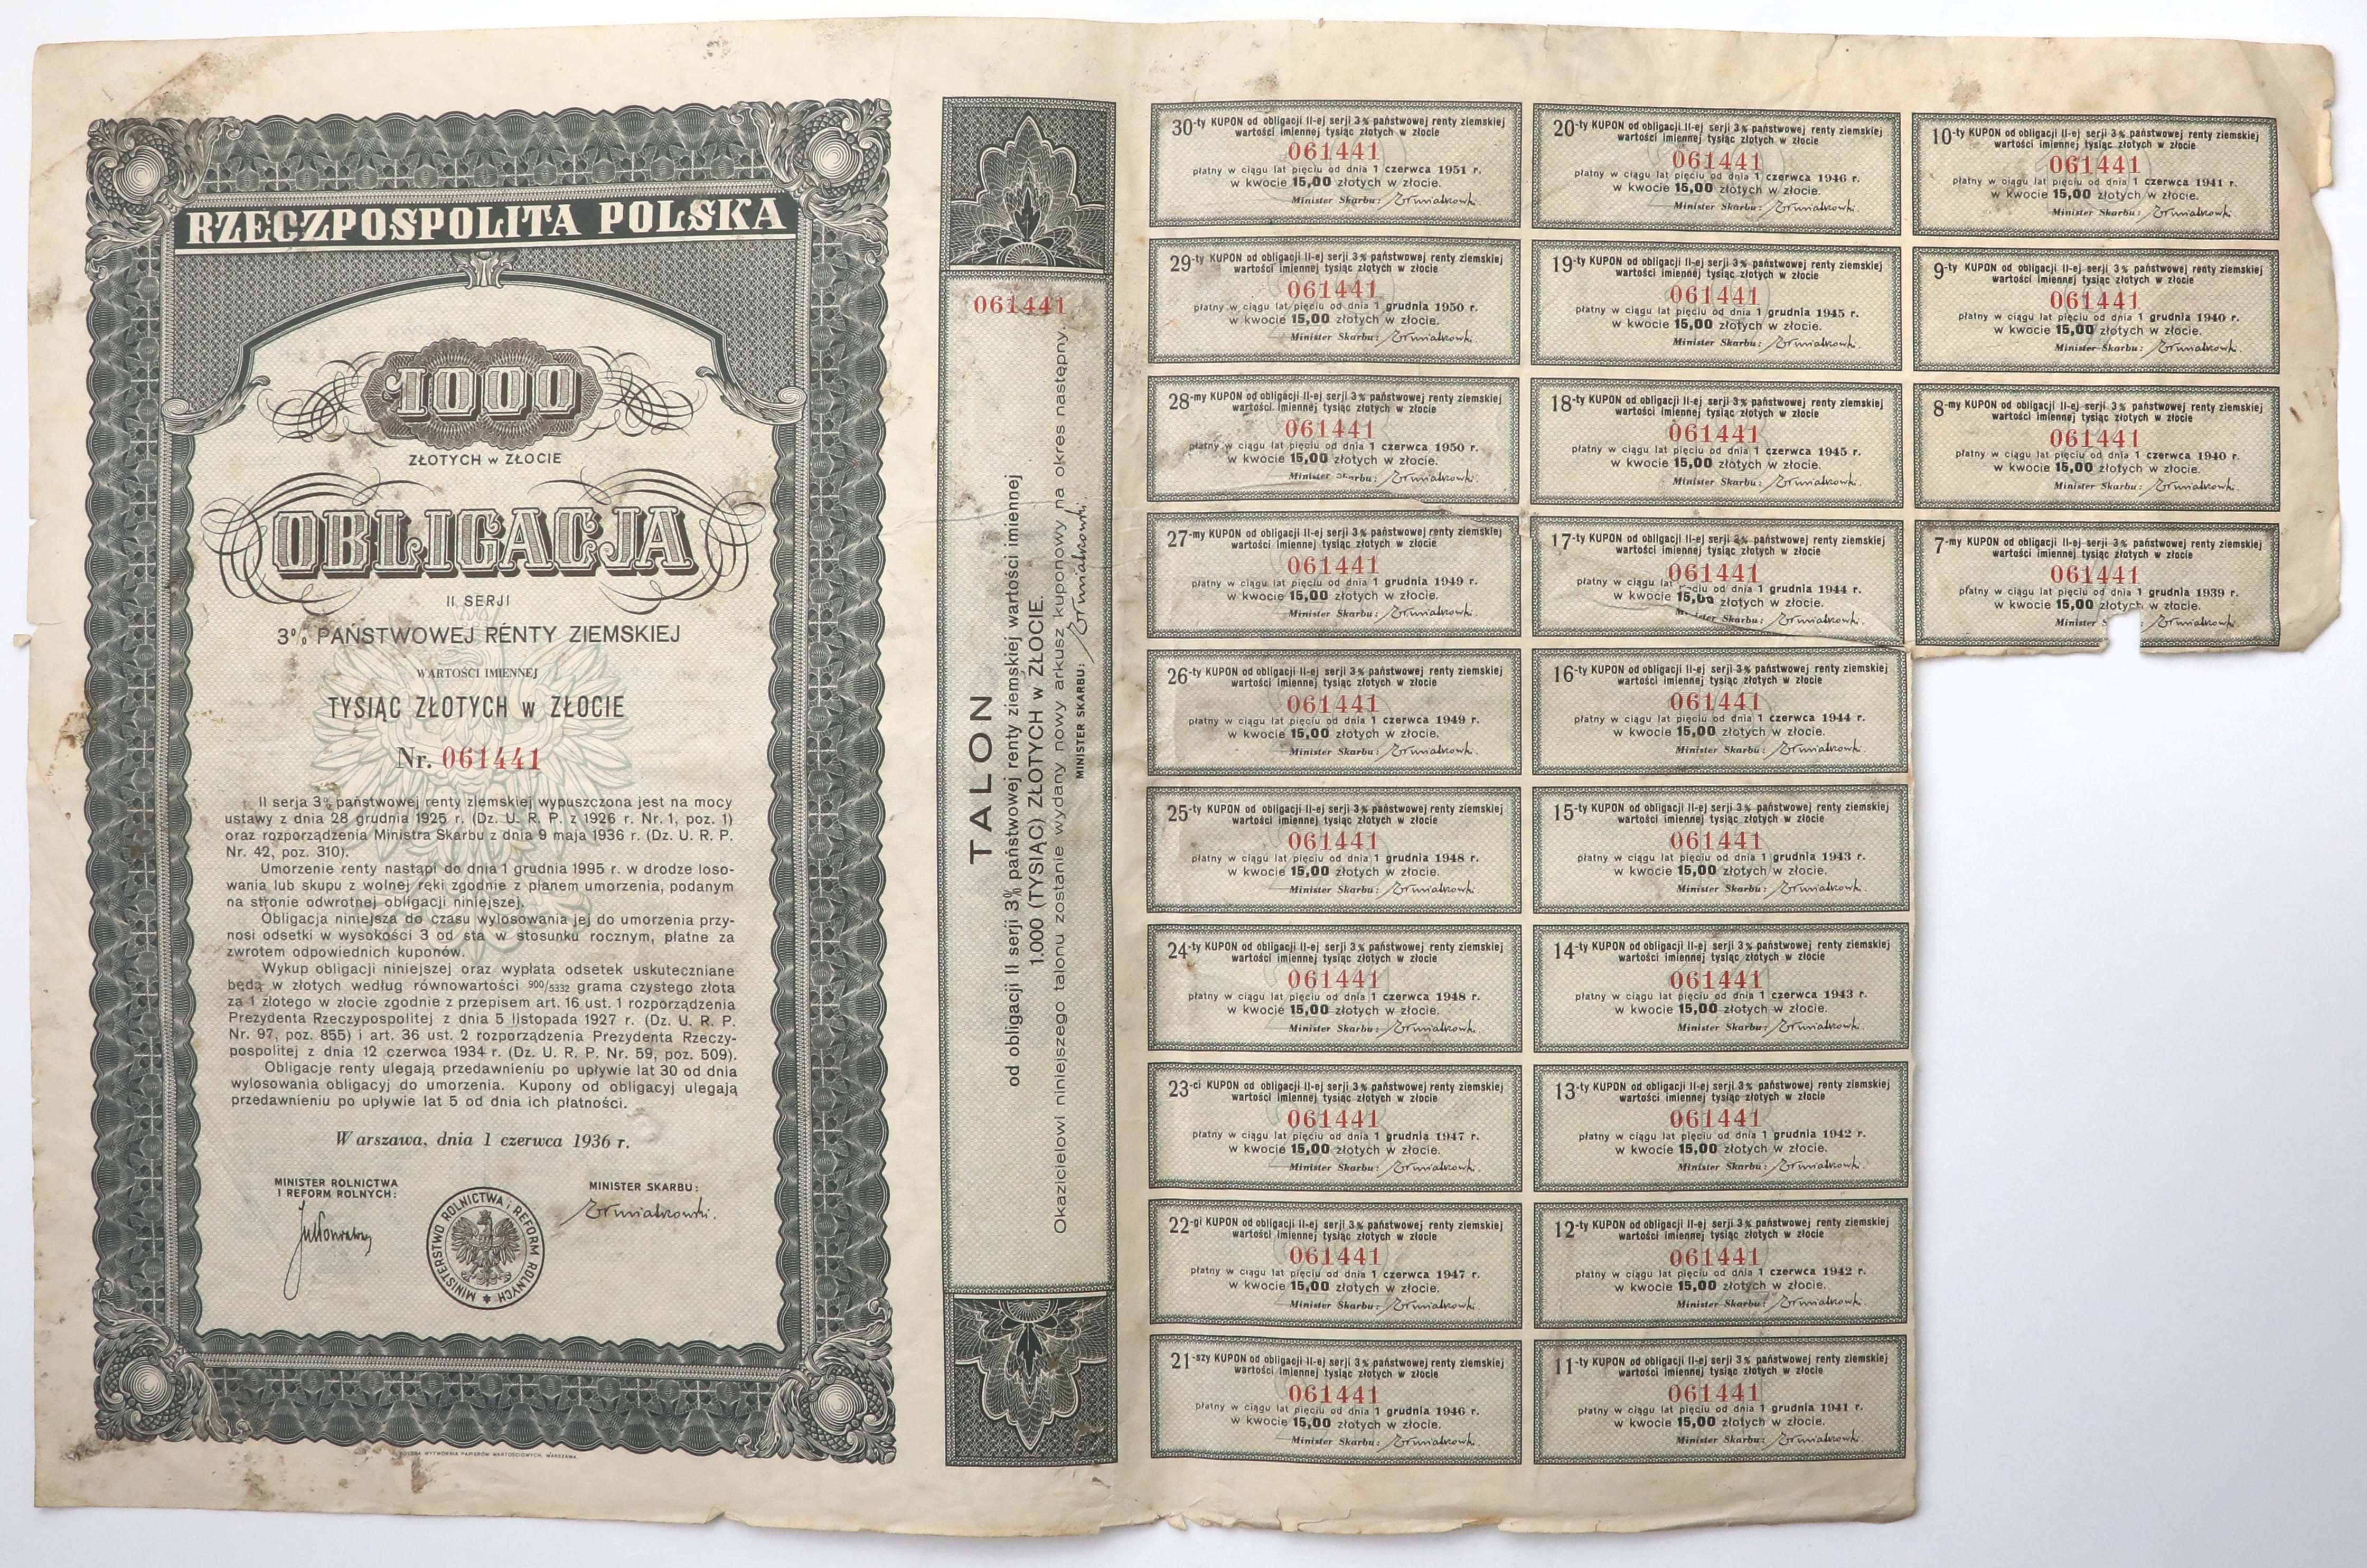 RZECZPOSPOLITA POLSKA
1000
ZŁOTYCH w ZŁOCIE
OBLIGACJA
II SERJI
3% PAŃSTWOWEJ RENTY ZIEMSKIEJ
WARTOŚCI IMIENNEJ
TYSIĄC ZŁOTYCH w ZŁOCIE
Nr. 061441
II serja 3% państwowej renty ziemskiej wypuszczona jest na mocy
ustawy z dnia 28 grudnia 1925 r. (Dz. U. R. P. z 1926 r. Nr. 1, poz. 1)
oraz rozporządzenia Ministra Skarbu z dnia 9 maja 1936 r. (Dz. U. R. P.
Nr. 42, poz. 310).
Umorzenie renty nastąpi do dnia 1 grudnia 1995 r. w drodze loso-
wania lub skupu z wolnej ręki zgodnie z planem umorzenia, podanym
na stronie odwrotnej obligacji niniejszej.
Obligacja niniejsza do czasu wylosowania jej do umorzenia przy-
nosi odsetki w wysokości 3 od sta w stosunku rocznym, płatne za
zwrotem odpowiednich kuponów.
Wykup obligacji niniejszej oraz wypłata odsetek uskuteczniane
będą w złotych według równowartości 900/5332 grama czystego złota
za 1 złotego w złocie zgodnie z przepisem art. 16 ust. 1 rozporządzenia
Prezydenta Rzeczypospolitej z dnia 5 listopada 1927 r. (Dz. U. R. P.
Nr. 97, poz. 855) i art. 36 ust. 2 rozporządzenia Prezydenta Rzeczy-
pospolitej z dnia 12 czerwca 1934 r. (Dz. U. R. P. Nr. 59, poz. 509).
Obligacje renty ulegają przedawnieniu po upływie lat 30 od dnia
wylosowania obligacyj do umorzenia. Kupony od obligacyj ulegają
przedawnieniu po upływie lat 5 od dnia ich płatności.
Warszawa, dnia 1 czerwca 1936 r.
MINISTER ROLNICTWA
I REFORM ROLNYCH:
MINISTERSTWO ROLNICTWA I REFORM ROLNYCH
MINISTER SKARBU:
POLSKA WYTWÓRNIA PAPIERÓW WARTOŚCIOWYCH, WARSZAWA.
061441
TALON
od obligacji II serji 3% państwowej renty ziemskiej wartości imiennej
1.000 (TYSIĄC) ZŁOTYCH w ZŁOCIE.
Okazicielowi niniejszego talonu zostanie wydany nowy arkusz kuponowy na okres następny.
MINISTER SKARBU:
30-ty KUPON od obligacji II-ej serji 3% państwowej renty ziemskiej
wartości imiennej tysiąc złotych w złocie
061441
płatny w ciągu lat pięciu od dnia 1 czerwca 1951 r.
w kwocie 15,00 złotych w złocie.
Minister Skarbu:
29-ty KUPON od obligacji II-ej serji 3% państwowej renty ziemskiej
wartości imiennej tysiąc złotych w złocie
061441
płatny w ciągu lat pięciu od dnia 1 grudnia 1950 r.
w kwocie 15,00 złotych w złocie.
Minister Skarbu:
28-my KUPON od obligacji II-ej serji 3% państwowej renty ziemskiej
wartości imiennej tysiąc złotych w złocie
061441
płatny w ciągu lat pięciu od dnia 1 czerwca 1950 r.
w kwocie 15,00 złotych w złocie.
Minister Skarbu:
27-my KUPON od obligacji II-ej serji 3% państwowej renty ziemskiej
wartości imiennej tysiąc złotych w złocie
061441
płatny w ciągu lat pięciu od dnia 1 grudnia 1949 r.
w kwocie 15,00 złotych w złocie.
Minister Skarbu:
26-ty KUPON od obligacji II-ej serji 3% państwowej renty ziemskiej
wartości imiennej tysiąc złotych w złocie
061441
płatny w ciągu lat pięciu od dnia 1 czerwca 1949 r.
w kwocie 15,00 złotych w złocie.
Minister Skarbu:
25-ty KUPON od obligacji II-ej serji 3% państwowej renty ziemskiej
wartości imiennej tysiąc złotych w złocie
061441
płatny w ciągu lat pięciu od dnia 1 grudnia 1948 r.
w kwocie 15,00 złotych w złocie.
Minister Skarbu:
24-ty KUPON od obligacji II-ej serji 3% państwowej renty ziemskiej
wartości imiennej tysiąc złotych w złocie
061441
płatny w ciągu lat pięciu od dnia 1 czerwca 1948 r.
w kwocie 15,00 złotych w złocie.
Minister Skarbu:
23-ci KUPON od obligacji II-ej serji 3% państwowej renty ziemskiej
wartości imiennej tysiąc złotych w złocie
061441
płatny w ciągu lat pięciu od dnia 1 grudnia 1947 r.
w kwocie 15,00 złotych w złocie.
Minister Skarbu:
22-gi KUPON od obligacji II-ej serji 3% państwowej renty ziemskiej
wartości imiennej tysiąc złotych w złocie
061441
płatny w ciągu lat pięciu od dnia 1 czerwca 1947 r.
w kwocie 15,00 złotych w złocie.
Minister Skarbu:
21-szy KUPON od obligacji II-ej serji 3% państwowej renty ziemskiej
wartości imiennej tysiąc złotych w złocie
061441
płatny w ciągu lat pięciu od dnia 1 grudnia 1946 r.
w kwocie 15,00 złotych w złocie.
Minister Skarbu:
20-ty KUPON od obligacji II-ej serji 3% państwowej renty ziemskiej
wartości imiennej tysiąc złotych w złocie
061441
płatny w ciągu lat pięciu od dnia 1 czerwca 1946 r.
w kwocie 15,00 złotych w złocie.
Minister Skarbu:
19-ty KUPON od obligacji II-ej serji 3% państwowej renty ziemskiej
wartości imiennej tysiąc złotych w złocie
061441
płatny w ciągu lat pięciu od dnia 1 grudnia 1945 r.
w kwocie 15,00 złotych w złocie.
Minister Skarbu:
18-ty KUPON od obligacji II-ej serji 3% państwowej renty ziemskiej
wartości imiennej tysiąc złotych w złocie
061441
płatny w ciągu lat pięciu od dnia 1 czerwca 1945 r.
w kwocie 15,00 złotych w złocie.
Minister Skarbu:
17-ty KUPON od obligacji II-ej serji 3% państwowej renty ziemskiej
wartości imiennej tysiąc złotych w złocie
061441
płatny w ciągu lat pięciu od dnia 1 grudnia 1944 r.
w kwocie 15,00 złotych w złocie.
Minister Skarbu:
16-ty KUPON od obligacji II-ej serji 3% państwowej renty ziemskiej
wartości imiennej tysiąc złotych w złocie
061441
płatny w ciągu lat pięciu od dnia 1 czerwca 1944 r.
w kwocie 15,00 złotych w złocie.
Minister Skarbu:
15-ty KUPON od obligacji II-ej serji 3% państwowej renty ziemskiej
wartości imiennej tysiąc złotych w złocie
061441
płatny w ciągu lat pięciu od dnia 1 grudnia 1943 r.
w kwocie 15,00 złotych w złocie.
Minister Skarbu:
14-ty KUPON od obligacji II-ej serji 3% państwowej renty ziemskiej
wartości imiennej tysiąc złotych w złocie
061441
płatny w ciągu lat pięciu od dnia 1 czerwca 1943 r.
w kwocie 15,00 złotych w złocie.
Minister Skarbu:
13-ty KUPON od obligacji II-ej serji 3% państwowej renty ziemskiej
wartości imiennej tysiąc złotych w złocie
061441
płatny w ciągu lat pięciu od dnia 1 grudnia 1942 r.
w kwocie 15,00 złotych w złocie.
Minister Skarbu:
12-ty KUPON od obligacji II-ej serji 3% państwowej renty ziemskiej
wartości imiennej tysiąc złotych w złocie
061441
płatny w ciągu lat pięciu od dnia 1 czerwca 1942 r.
w kwocie 15,00 złotych w złocie.
Minister Skarbu:
11-ty KUPON od obligacji II-ej serji 3% państwowej renty ziemskiej
wartości imiennej tysiąc złotych w złocie
061441
płatny w ciągu lat pięciu od dnia 1 grudnia 1941 r.
w kwocie 15,00 złotych w złocie.
Minister Skarbu:
10-ty KUPON od obligacji II-ej serji 3% państwowej renty ziemskiej
wartości imiennej tysiąc złotych w złocie
061441
płatny w ciągu lat pięciu od dnia 1 czerwca 1941 r.
w kwocie 15,00 złotych w złocie.
Minister Skarbu:
9-ty KUPON od obligacji II-ej serji 3% państwowej renty ziemskiej
wartości imiennej tysiąc złotych w złocie
061441
płatny w ciągu lat pięciu od dnia 1 grudnia 1940 r.
w kwocie 15,00 złotych w złocie.
Minister Skarbu:
8-my KUPON od obligacji II-ej serji 3% państwowej renty ziemskiej
wartości imiennej tysiąc złotych w złocie
061441
płatny w ciągu lat pięciu od dnia 1 czerwca 1940 r.
w kwocie 15,00 złotych w złocie.
Minister Skarbu:
7-my KUPON od obligacji II-ej serji 3% państwowej renty ziemskiej
wartości imiennej tysiąc złotych w złocie
061441
płatny w ciągu lat pięciu od dnia 1 grudnia 1939 r.
w kwocie 15,00 złotych w złocie.
Minister